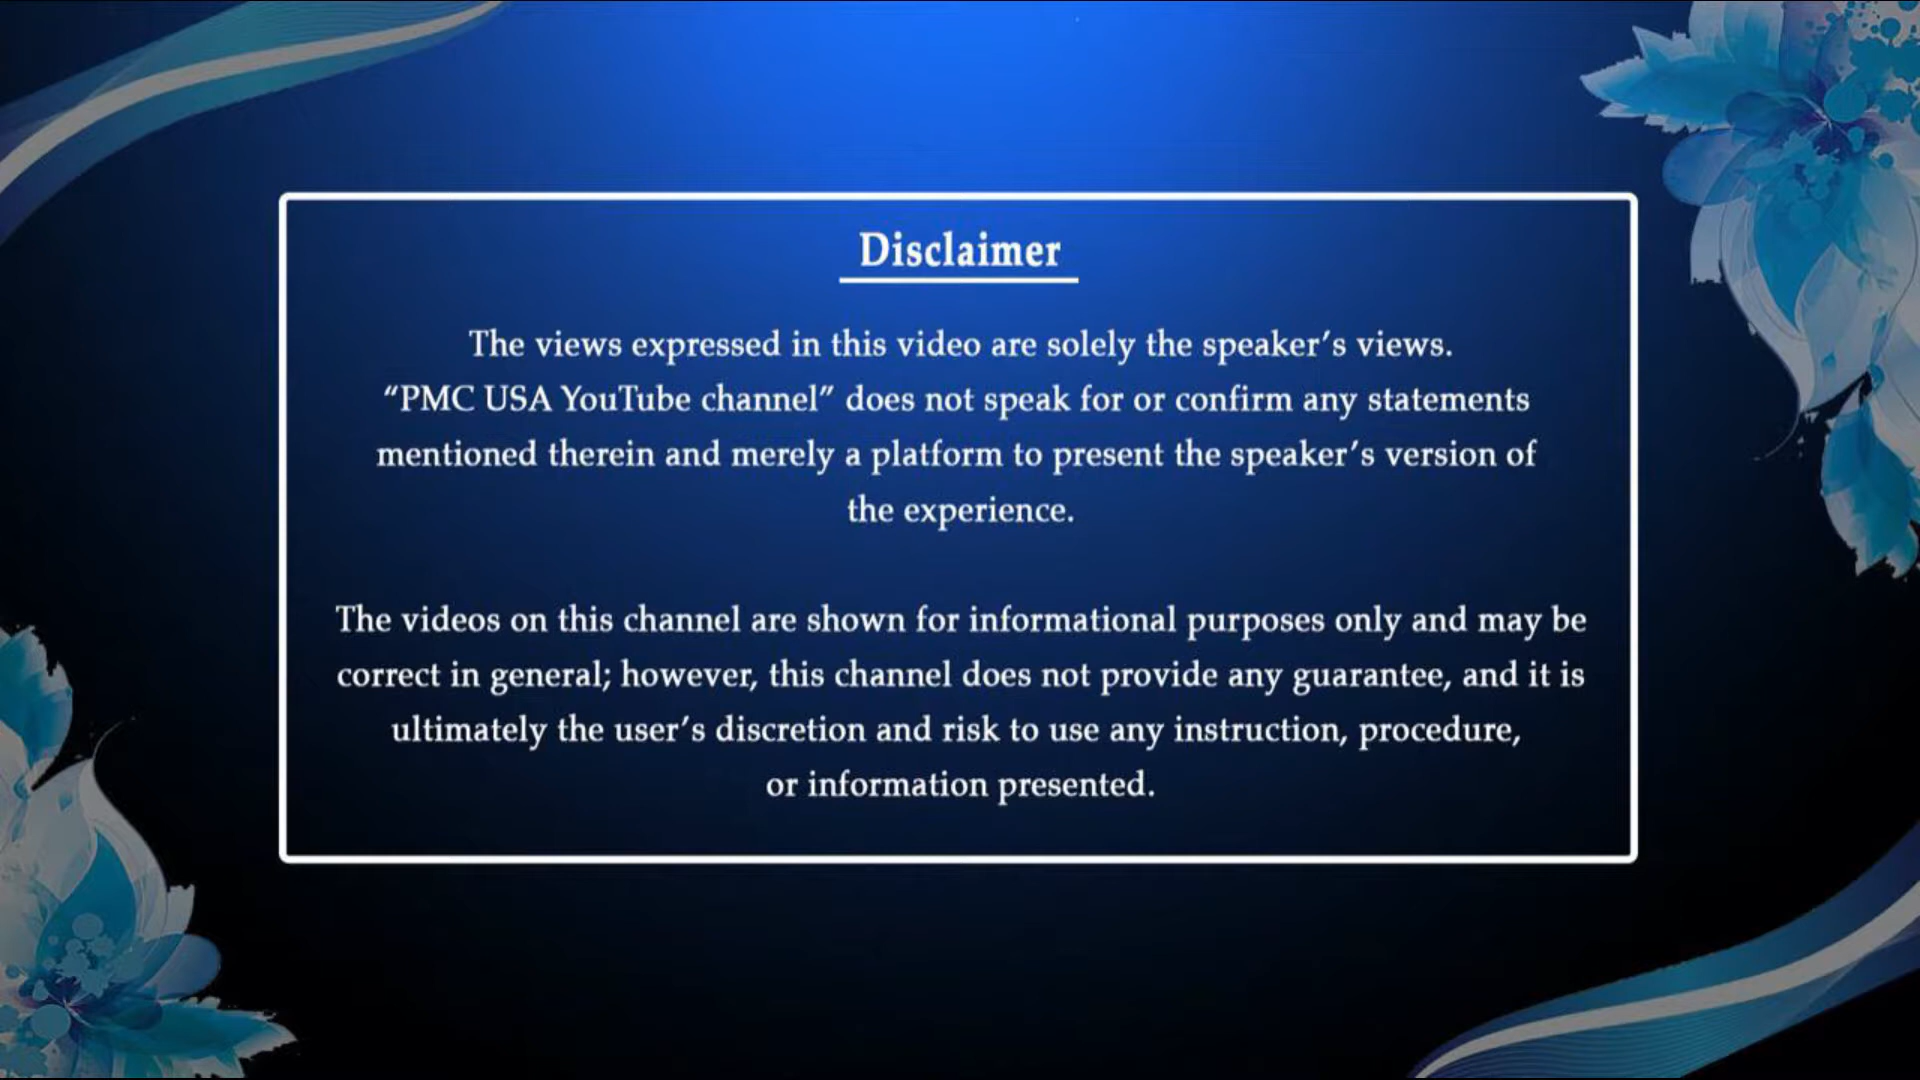 Disclaimer
The views expressed in this video are solely the speaker’s views.
“PMC USA YouTube channel” does not speak for or confirm any statements
mentioned therein and merely a platform to present the speaker’s version of
the experience.
The videos on this channel are shown for informational purposes only and may be
correct in general; however, this channel does not provide any guarantee, and it is
ultimately the user’s discretion and risk to use any instruction, procedure,
or information presented.